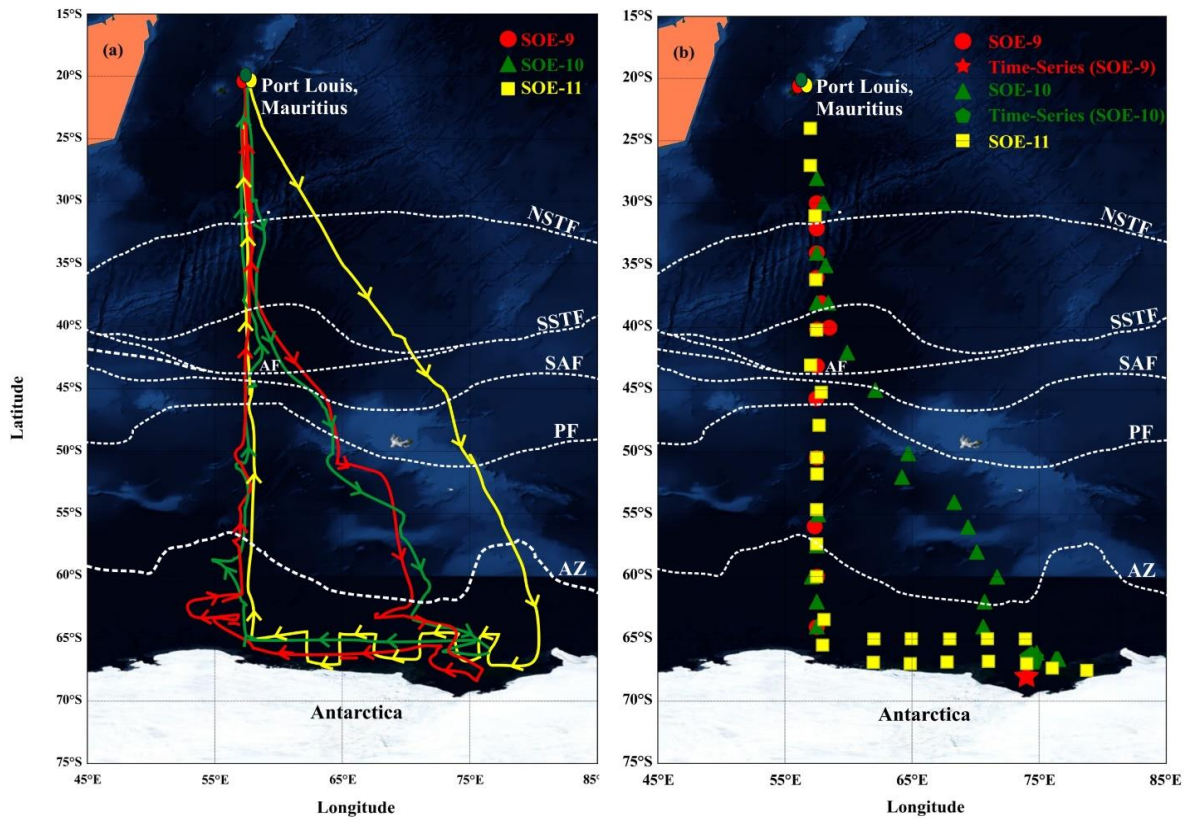 15°S
20°S
25°S
30°S
35°S
40°S
45°S
50°S
55°S
60°S
65°S
70°S
75°S
Latitude
(a)
SOE-9
SOE-10
SOE-11
Port Louis,
Mauritius
NSTF
SSTF
SAF
AF
PF
AZ
Antarctica
45°E
55°E
65°E
75°E
85°E
Longitude
15°S
20°S
25°S
30°S
35°S
40°S
45°S
50°S
55°S
60°S
65°S
70°S
75°S
(b)
SOE-9
Time-Series (SOE-9)
SOE-10
Time-Series (SOE-10)
SOE-11
Port Louis,
Mauritius
NSTF
SSTF
SAF
AF
PF
AZ
Antarctica
45°E
55°E
65°E
75°E
85°E
Longitude